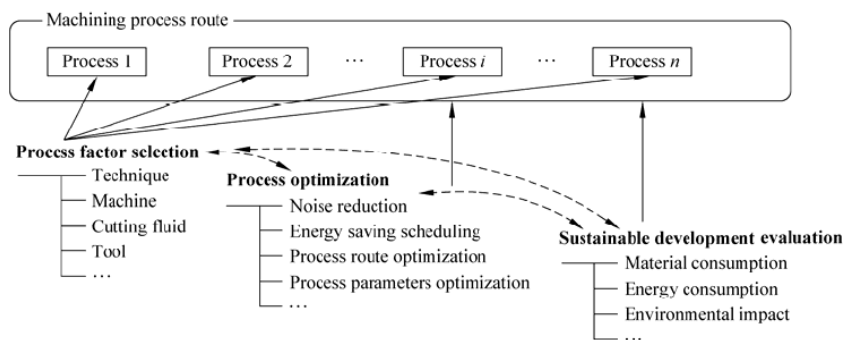 Machining process route
Process 1
Process 2
...
Process i
...
Process n
Process factor selection
Technique
Machine
Cutting fluid
Tool
...
Process optimization
Noise reduction
Energy saving scheduling
Process route optimization
Process parameters optimization
...
Sustainable development evaluation
Material consumption
Energy consumption
Environmental impact
...